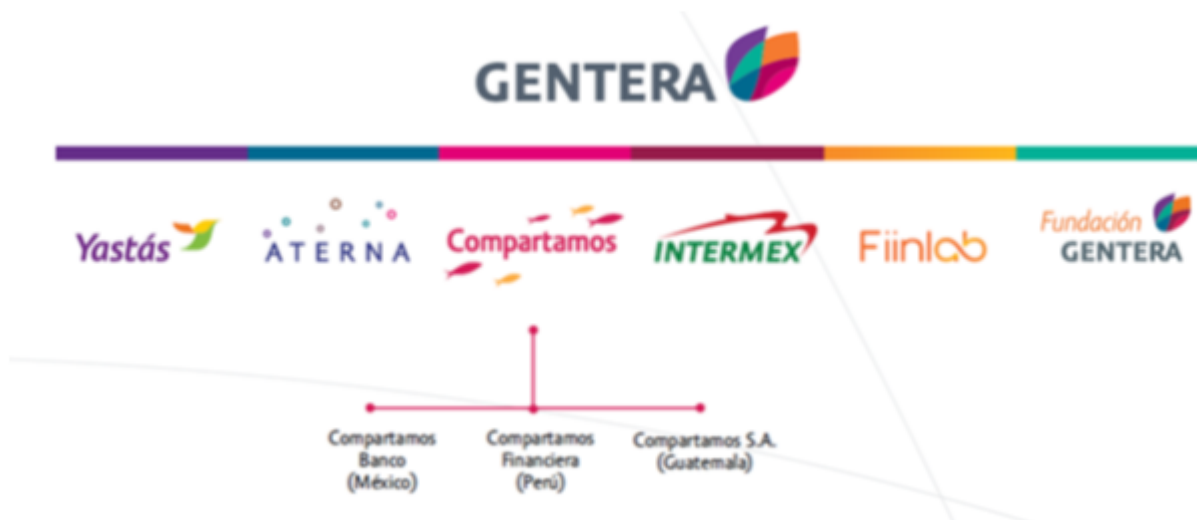 GENTERA
Yastás
ATERNA
Compartamos
INTERMEX
Fiinlab
Fundación
GENTERA
Compartamos
Banco
(México)
Compartamos
Financiera
(Perú)
Compartamos S.A.
(Guatemala)